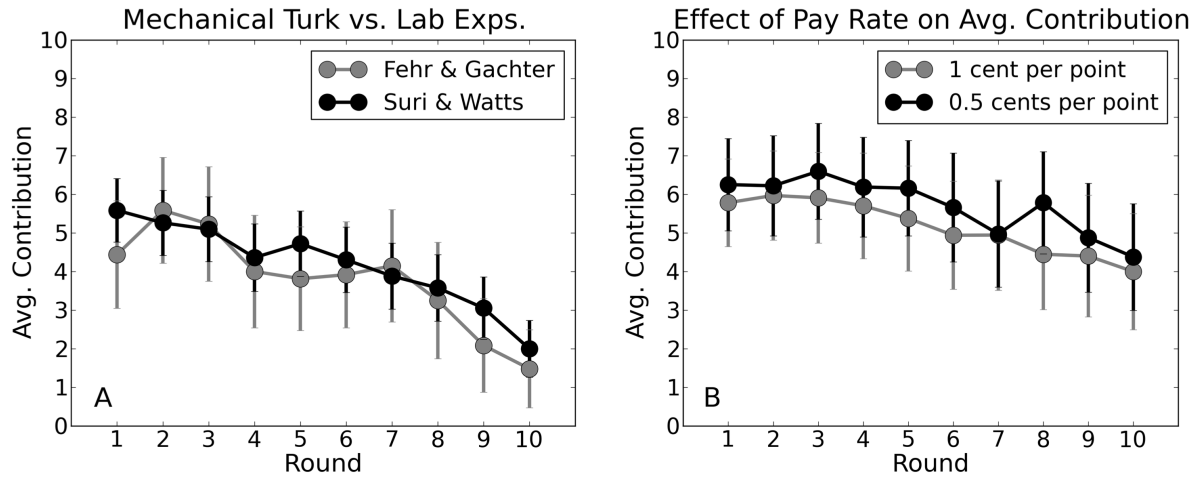 Mechanical Turk vs. Lab Exps.
10
9
8
7
6
5
4
3
2
1
0
Avg. Contribution
Fehr & Gachter
Suri & Watts
A
1 2 3 4 5 6 7 8 9 10
Round
Effect of Pay Rate on Avg. Contribution
10
9
8
7
6
5
4
3
2
1
0
Avg. Contribution
1 cent per point
0.5 cents per point
B
1 2 3 4 5 6 7 8 9 10
Round